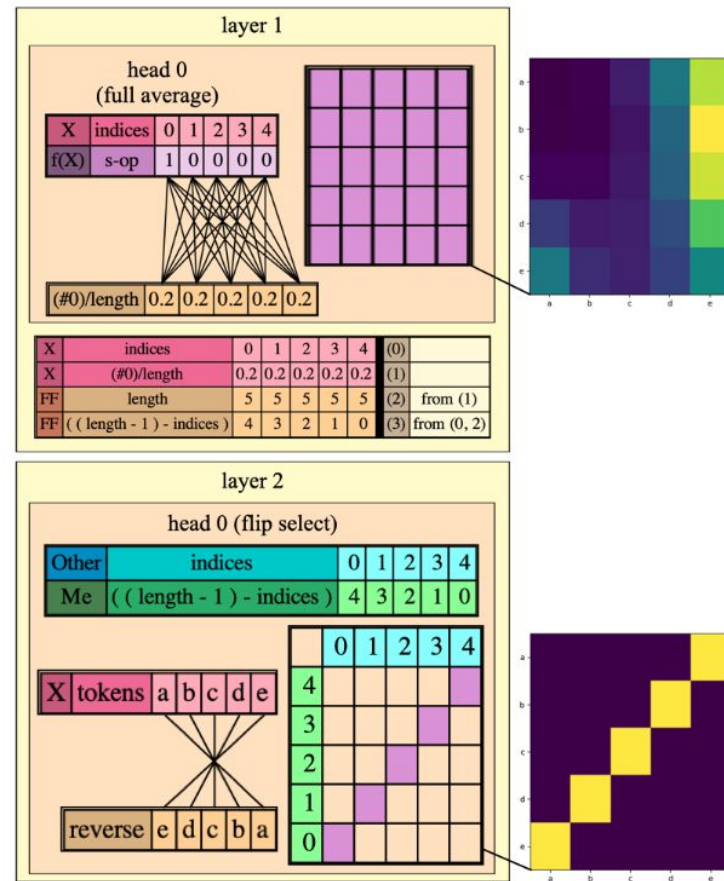 layer 1
head 0
(full average)
X indices 0 1 2 3 4
f(X) s-op 1 0 0 0 0
(#0)/length 0.2 0.2 0.2 0.2 0.2
a
b
c
d
e
a b c d e
X indices 0 1 2 3 4 (0)
X (#0)/length 0.2 0.2 0.2 0.2 0.2 (1)
FF length 5 5 5 5 5 (2) from (1)
FF ( ( length - 1 ) - indices ) 4 3 2 1 0 (3) from (0, 2)
layer 2
head 0 (flip select)
Other indices 0 1 2 3 4
Me ( ( length - 1 ) - indices ) 4 3 2 1 0
X tokens a b c d e
reverse e d c b a
0 1 2 3 4
4
3
2
1
0
a
b
c
d
e
a b c d e